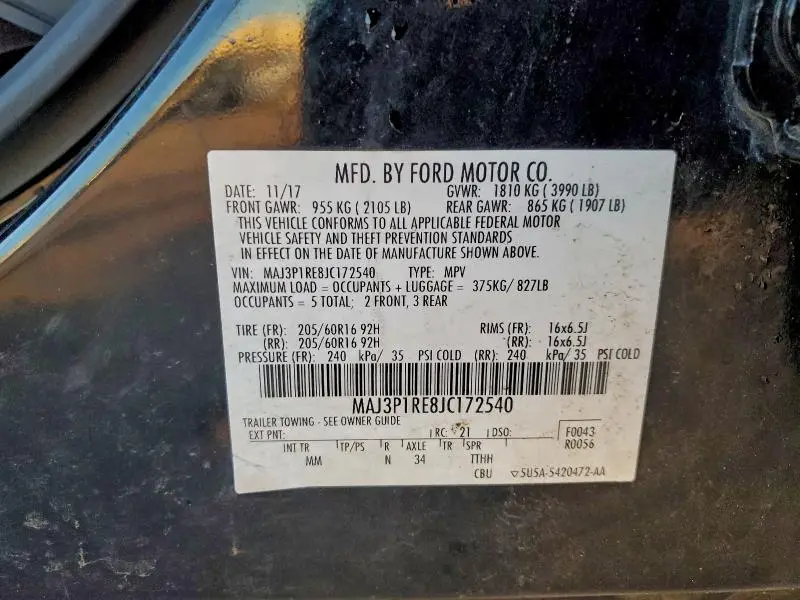 MFD. BY FORD MOTOR CO.
DATE: 11/17 GVWR: 1810 KG ( 3990 LB)
FRONT GAWR: 955 KG ( 2105 LB) REAR GAWR: 865 KG ( 1907 LB)
THIS VEHICLE CONFORMS TO ALL APPLICABLE FEDERAL MOTOR
VEHICLE SAFETY AND THEFT PREVENTION STANDARDS
IN EFFECT ON THE DATE OF MANUFACTURE SHOWN ABOVE.
VIN: MAJ3P1RE8JC172540 TYPE: MPV
MAXIMUM LOAD = OCCUPANTS + LUGGAGE = 375KG/ 827LB
OCCUPANTS = 5 TOTAL; 2 FRONT, 3 REAR
TIRE (FR): 205/60R16 92H RIMS (FR): 16x6.5J
(RR): 205/60R16 92H (RR): 16x6.5J
PRESSURE (FR): 240 kPa/ 35 PSI COLD (RR): 240 kPa/ 35 PSI COLD
MAJ3P1RE8JC172540
TRAILER TOWING - SEE OWNER GUIDE
EXT PNT: RC: 21 DSO: F0043
INT TR TP/PS R AXLE TR SPR R0056
MM N 34 TTHH
CBU 5U5A-5420472-AA